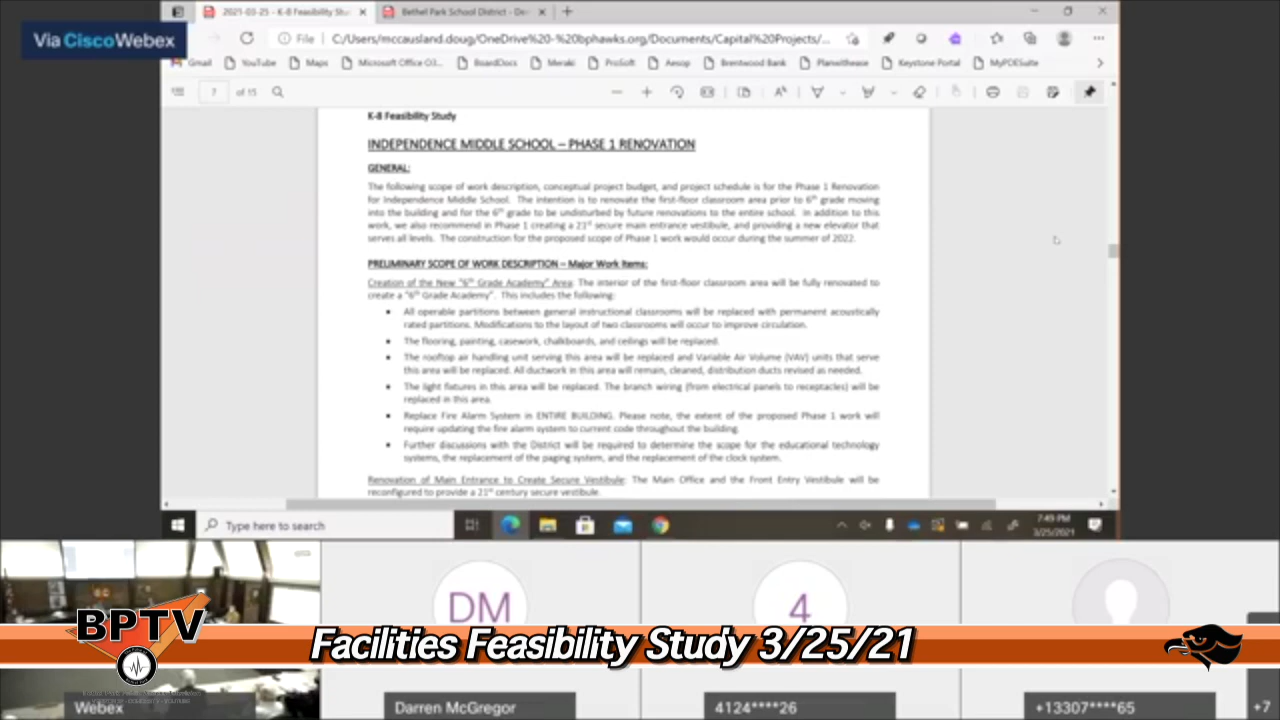 Via Cisco Webex
2021-03-25 - K-8 Feasibility Stu
Bethel Park School District - De
File
C:/Users/mccausland.doug/OneDrive%20-%20bphawks.org/Documents/Capital%20Projects/...
Gmail
YouTube
Maps
Microsoft Office O3...
BoardDocs
Meraki
ProSoft
Aesop
Brentwood Bank
Planwithease
Keystone Portal
MyPDESuite
7 of 15
K-8 Feasibility Study
INDEPENDENCE MIDDLE SCHOOL – PHASE 1 RENOVATION
GENERAL:
The following scope of work description, conceptual project budget, and project schedule is for the Phase 1 Renovation
for Independence Middle School. The intention is to renovate the first-floor classroom area prior to 6th grade moving
into the building and for the 6th grade to be undisturbed by future renovations to the entire school. In addition to this
work, we also recommend in Phase 1 creating a 21st secure main entrance vestibule, and providing a new elevator that
serves all levels. The construction for the proposed scope of Phase 1 work would occur during the summer of 2022.
PRELIMINARY SCOPE OF WORK DESCRIPTION – Major Work Items:
Creation of the New "6th Grade Academy" Area: The interior of the first-floor classroom area will be fully renovated to
create a "6th Grade Academy". This includes the following:
• All operable partitions between general instructional classrooms will be replaced with permanent acoustically
rated partitions. Modifications to the layout of two classrooms will occur to improve circulation.
• The flooring, painting, casework, chalkboards, and ceilings will be replaced.
• The rooftop air handling unit serving this area will be replaced and Variable Air Volume (VAV) units that serve
this area will be replaced. All ductwork in this area will remain, cleaned, distribution ducts revised as needed.
• The light fixtures in this area will be replaced. The branch wiring (from electrical panels to receptacles) will be
replaced in this area.
• Replace Fire Alarm System in ENTIRE BUILDING. Please note, the extent of the proposed Phase 1 work will
require updating the fire alarm system to current code throughout the building.
• Further discussions with the District will be required to determine the scope for the educational technology
systems, the replacement of the paging system, and the replacement of the clock system.
Renovation of Main Entrance to Create Secure Vestibule: The Main Office and the Front Entry Vestibule will be
reconfigured to provide a 21st century secure vestibule.
Type here to search
7:49 PM
3/25/2021
DM
4
BPTV
Facilities Feasibility Study 3/25/21
Webex
Darren McGregor
4124****26
+13307****65
+7